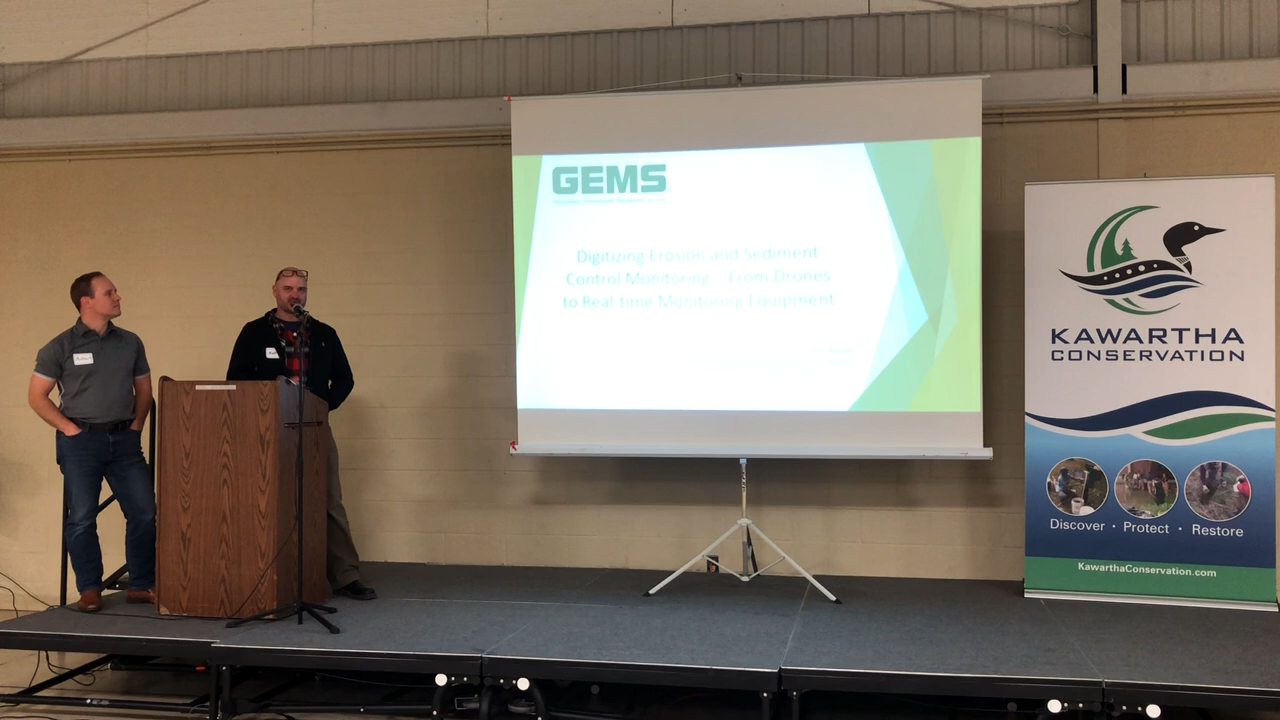 GEMS
Digitizing Erosion and Sediment
Control Monitoring From Drones
to Real-time Monitoring Equipment
KAWARTHA
CONSERVATION
Discover · Protect · Restore
KawarthaConservation.com